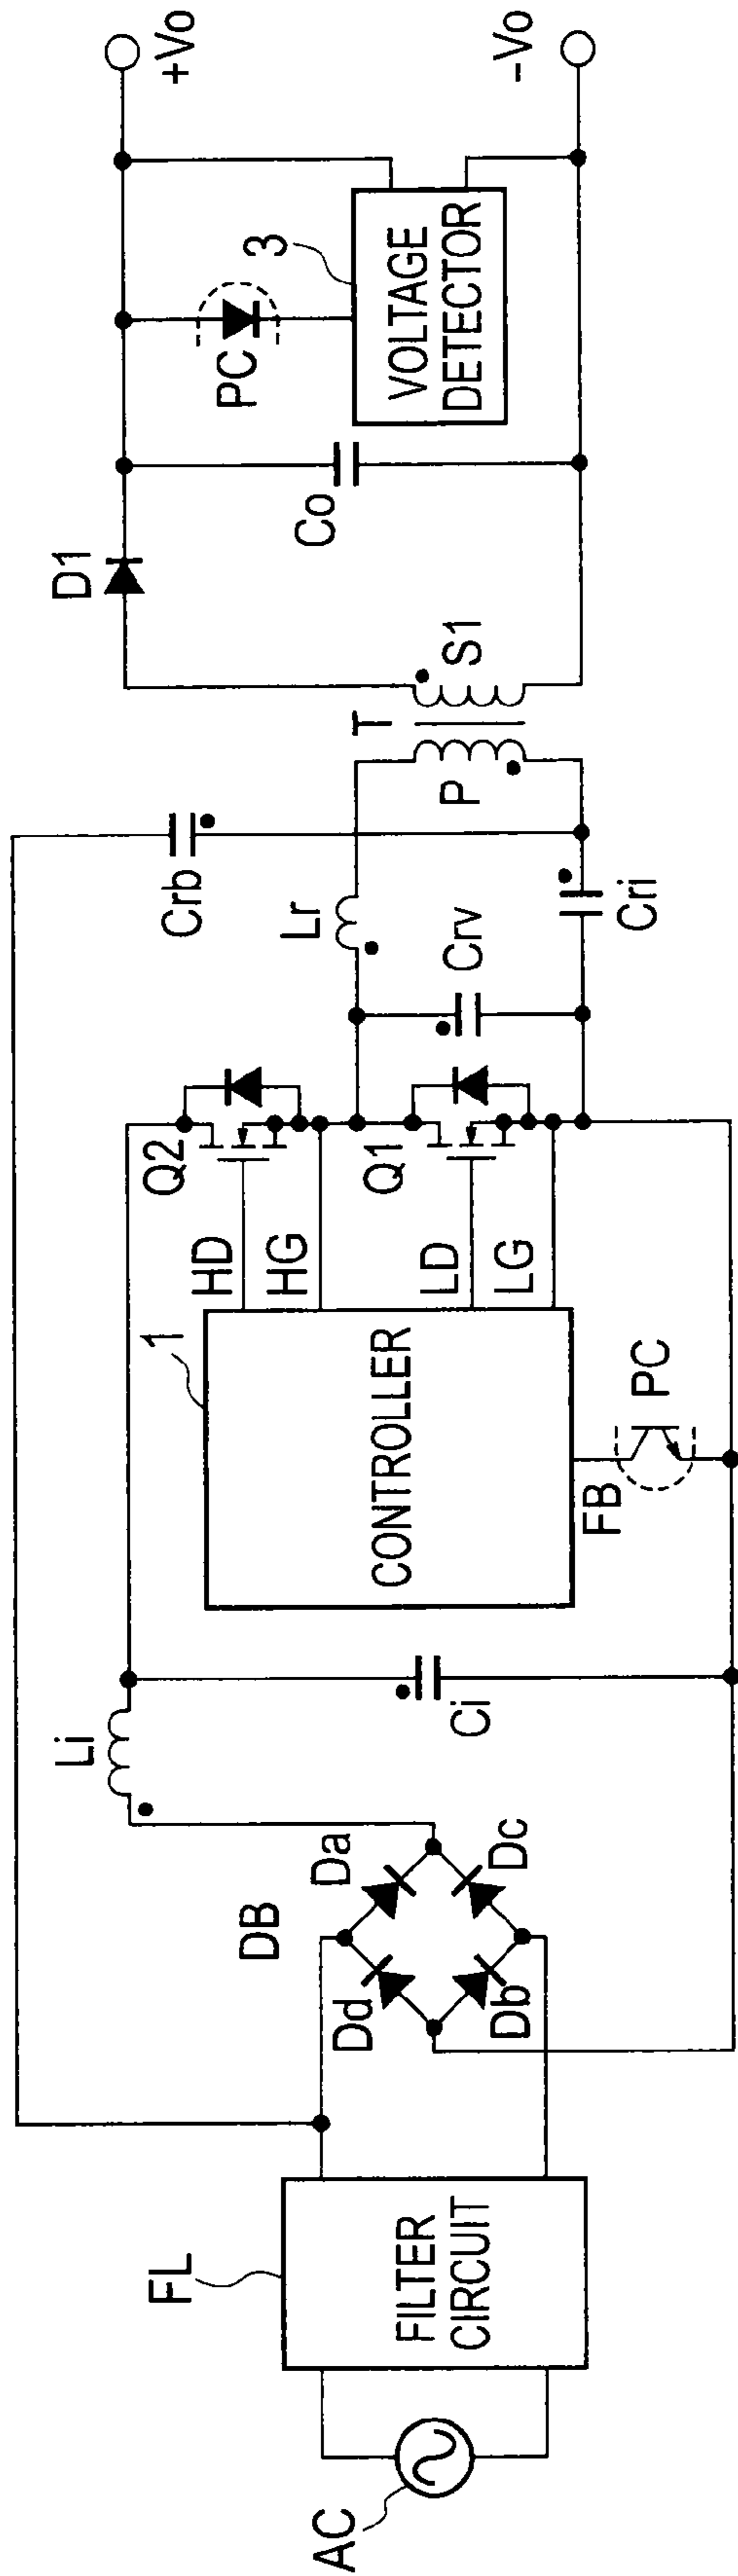 AC
FL
FILTER
CIRCUIT
DB
Da
Dd
Dc
Db
Li
Ci
1
CONTROLLER
FB
PC
HD
HG
LD
LG
Q2
Q1
Crb
Lr
Crv
Cri
P
T
S1
D1
Co
PC
3
VOLTAGE
DETECTOR
+Vo
-Vo